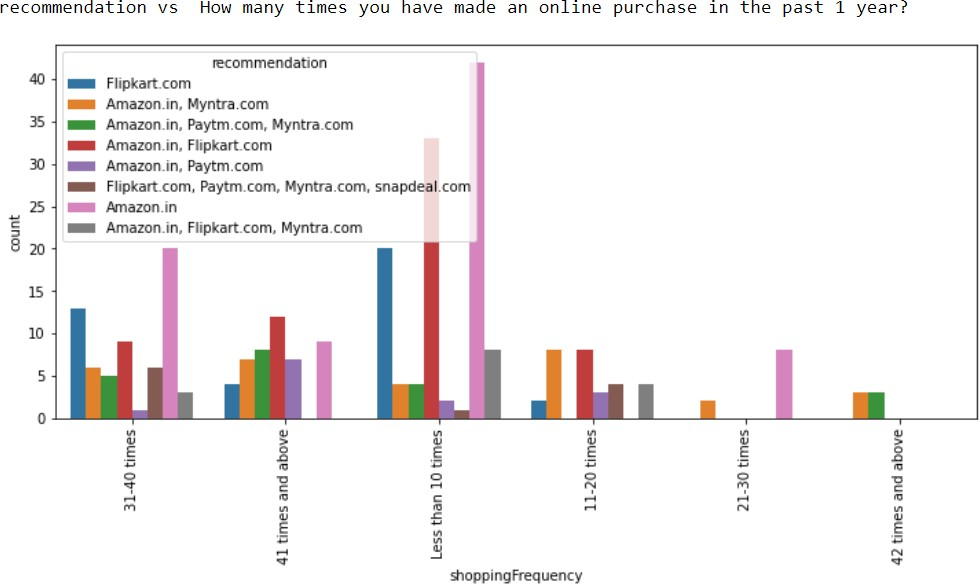 recommendation vs  How many times you have made an online purchase in the past 1 year?
recommendation
Flipkart.com
Amazon.in, Myntra.com
Amazon.in, Paytm.com, Myntra.com
Amazon.in, Flipkart.com
Amazon.in, Paytm.com
Flipkart.com, Paytm.com, Myntra.com, snapdeal.com
Amazon.in
Amazon.in, Flipkart.com, Myntra.com
count
40
35
30
25
20
15
10
5
0
31-40 times
41 times and above
Less than 10 times
11-20 times
21-30 times
42 times and above
shoppingFrequency